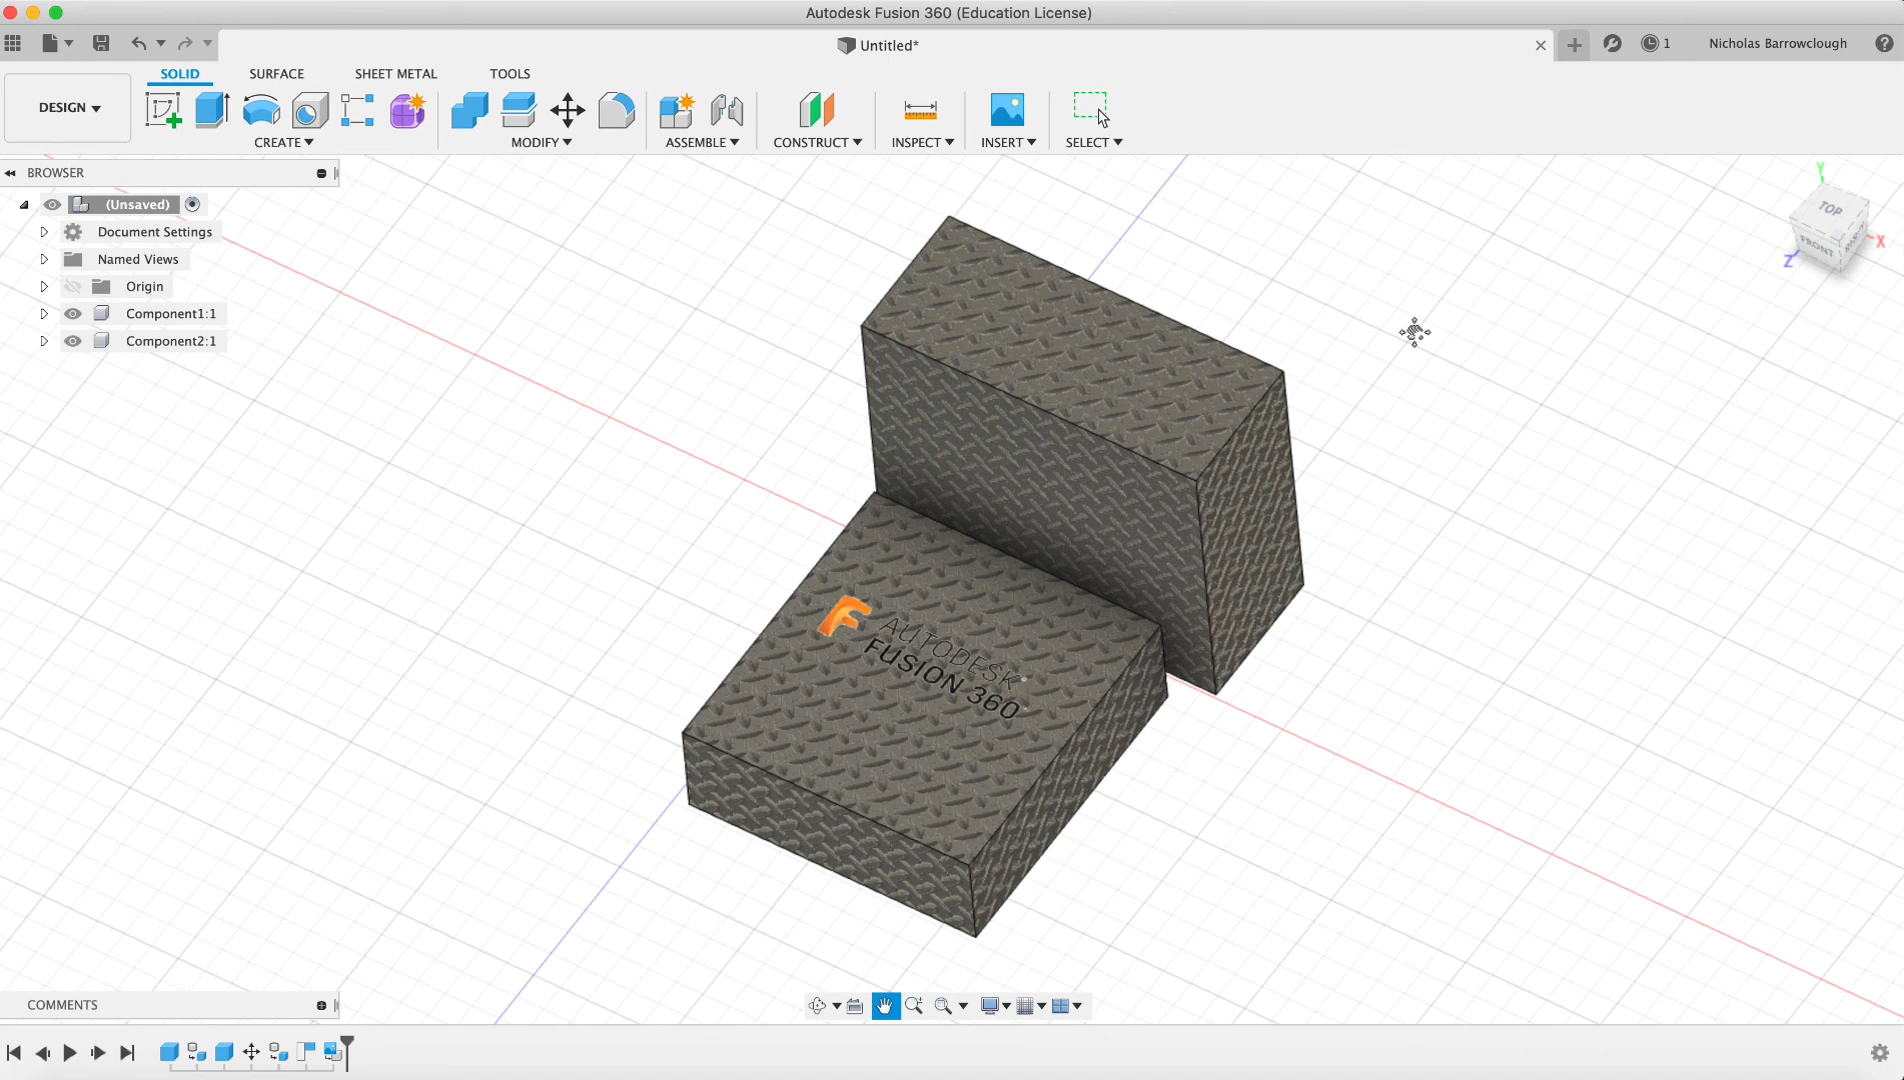 Autodesk Fusion 360 (Education License)
Untitled*
1
Nicholas Barrowclough
DESIGN
SOLID
SURFACE
SHEET METAL
TOOLS
CREATE
MODIFY
ASSEMBLE
CONSTRUCT
INSPECT
INSERT
SELECT
BROWSER
(Unsaved)
Document Settings
Named Views
Origin
Component1:1
Component2:1
Y
TOP
FRONT
X
Z
F AUTODESK
FUSION 360
COMMENTS